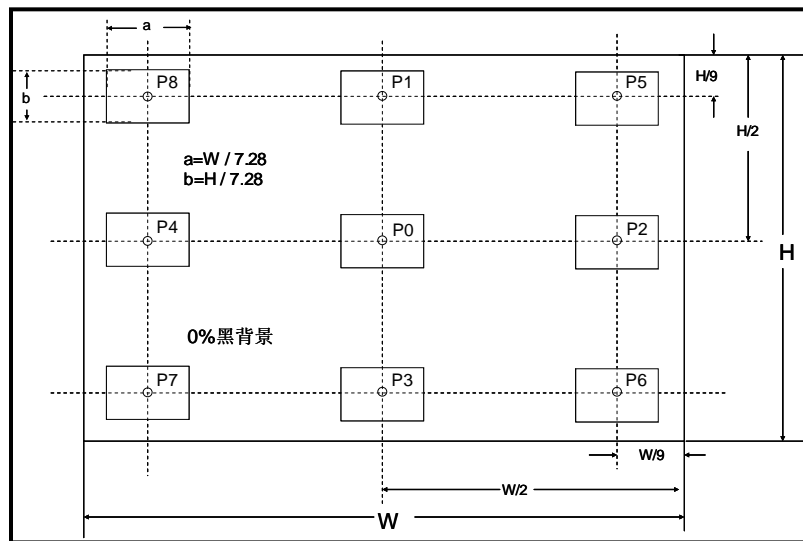 a
P8
P1
P5
H/9
b
H/2
a=W / 7.28
b=H / 7.28
P4
P0
P2
H
0%黑背景
P7
P3
P6
W/9
W/2
W